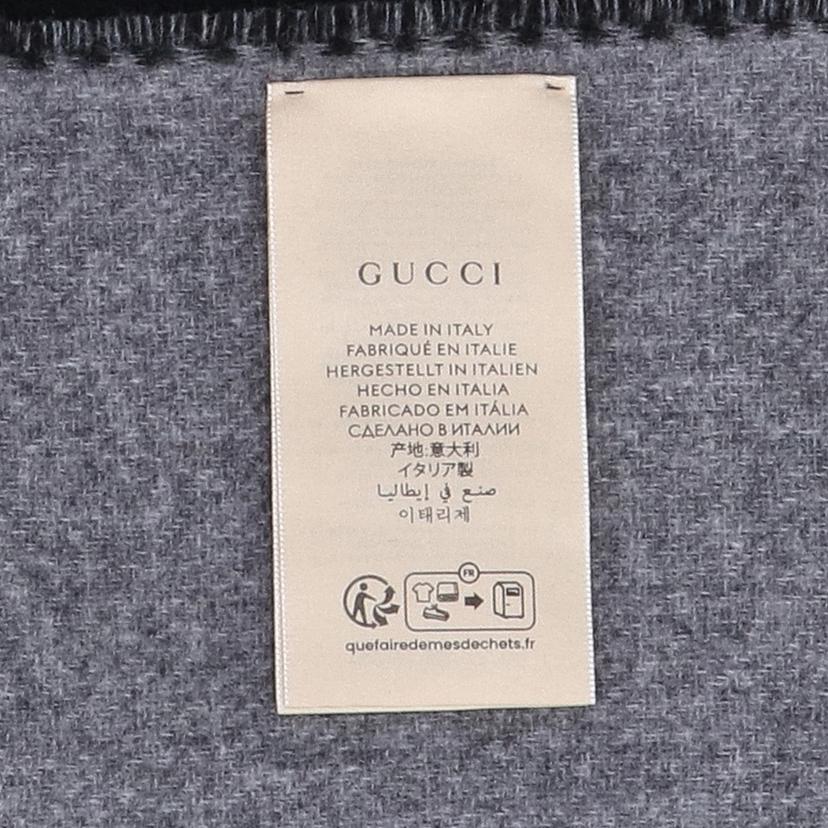 GUCCI
MADE IN ITALY
FABRIQUÉ EN ITALIE
HERGESTELLT IN ITALIEN
HECHO EN ITALIA
FABRICADO EM ITÁLIA
СДЕЛАНО В ИТАЛИИ
产地:意大利
イタリア製
صنع في إيطاليا
이태리제
FR
quefairedemesdechets.fr